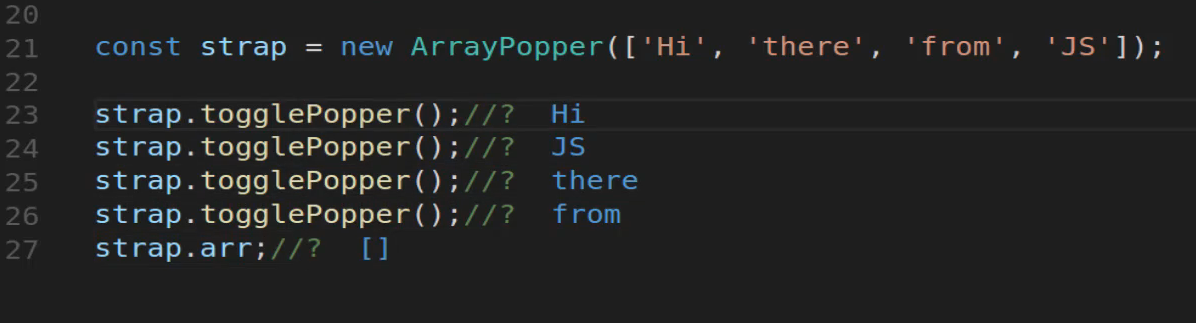 20
21 const strap = new ArrayPopper(['Hi', 'there', 'from', 'JS']);
22
23 strap.togglePopper();//? Hi
24 strap.togglePopper();//? JS
25 strap.togglePopper();//? there
26 strap.togglePopper();//? from
27 strap.arr;//? []